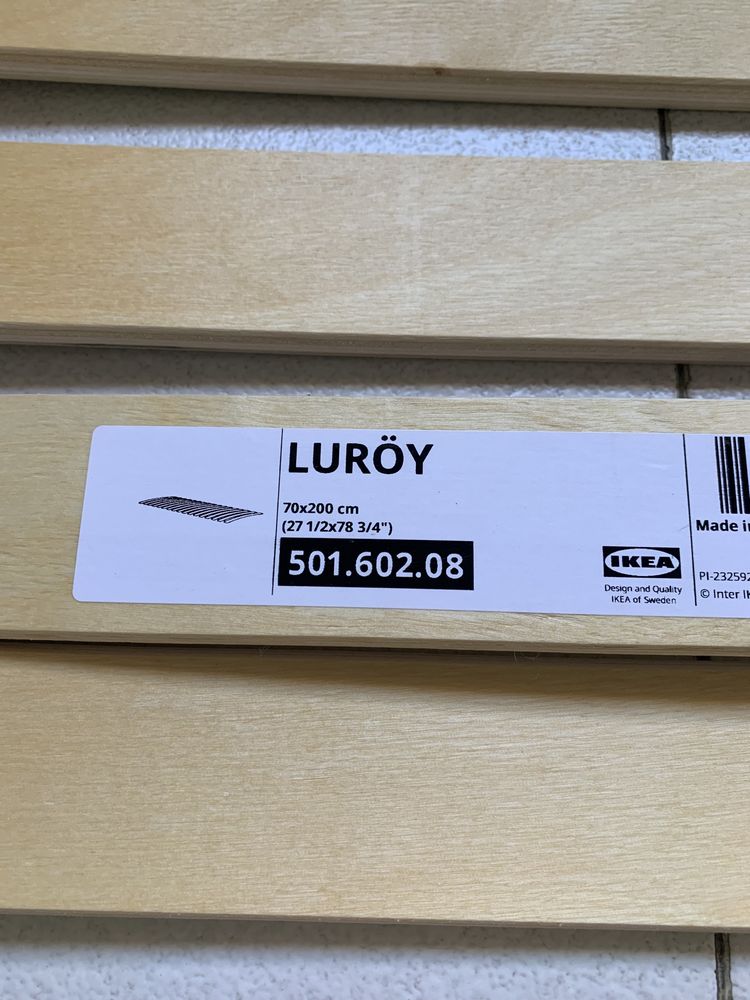 LURÖY
70x200 cm
(27 1/2x78 3/4")
501.602.08
IKEA
Design and Quality
IKEA of Sweden
Made
PI-232592
© Inter